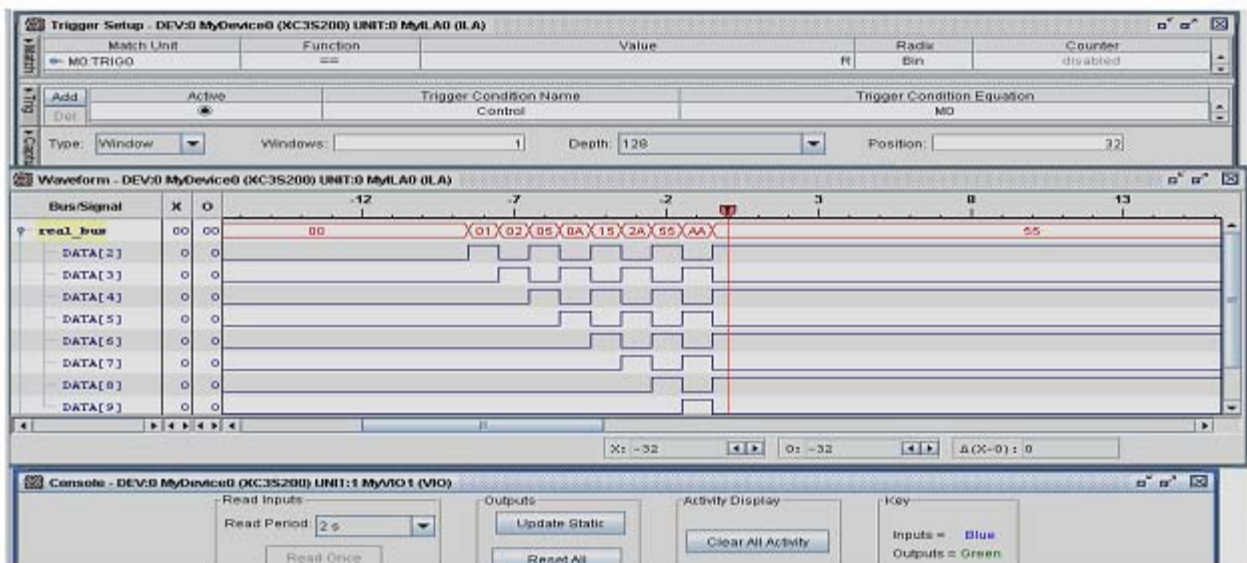 Trigger Setup - DEV:0 MyDevice0 (XC3S200) UNIT:0 MyILA0 (ILA)
Match
Match Unit Function Value Radix Counter
M0:TRIG0 == R Bin disabled
Trig
Add Active Trigger Condition Name Trigger Condition Equation
Del Control M0
Type: Window Windows: 1 Depth: 128 Position: 32
Waveform - DEV:0 MyDevice0 (XC3S200) UNIT:0 MyILA0 (ILA)
Bus/Signal X O -12 -7 -2 3 8 13
real_bus 00 00 00 01 02 05 0A 15 2A 55 AA 55
DATA[2] 0 0
DATA[3] 0 0
DATA[4] 0 0
DATA[5] 0 0
DATA[6] 0 0
DATA[7] 0 0
DATA[8] 0 0
DATA[9] 0 0
X: -32 O: -32 Δ(X-O): 0
Console - DEV:0 MyDevice0 (XC3S200) UNIT:1 MyVIO1 (VIO)
Read Inputs Outputs Activity Display Key
Read Period: 2 s Update Static Clear All Activity Inputs = Blue
Read Once Reset All Outputs = Green